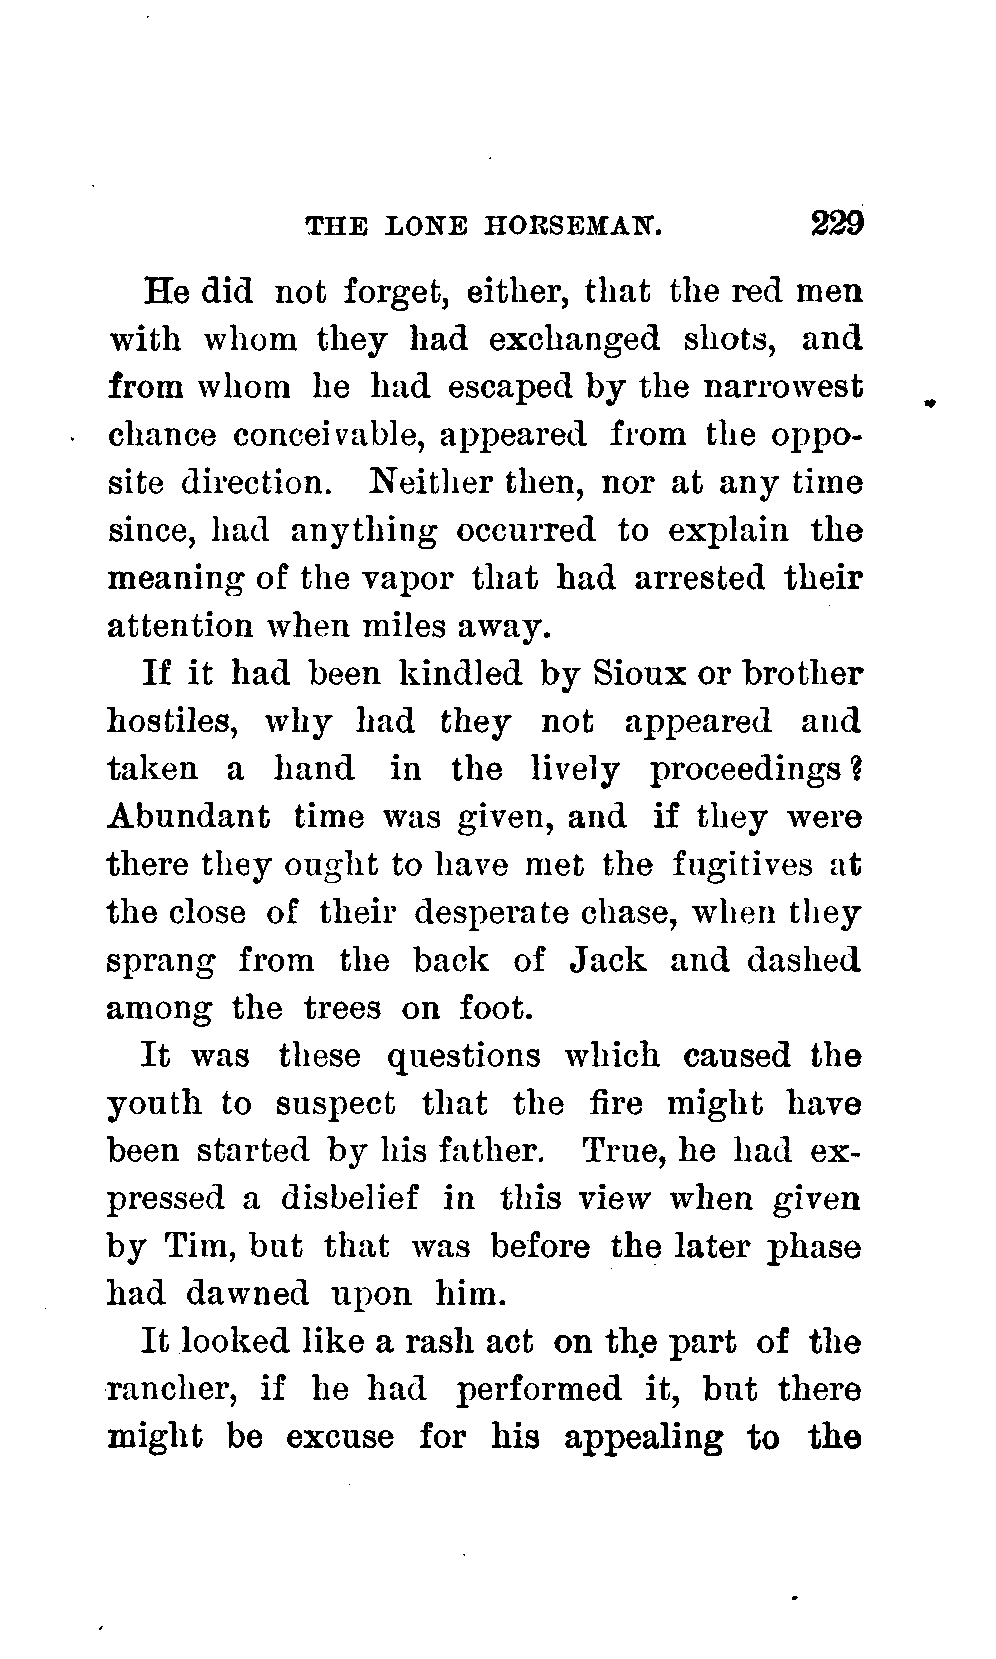 THE LONE HORSEMAN. 229
He did not forget, either, that the red men
with whom they had exchanged shots, and
from whom he had escaped by the narrowest
chance conceivable, appeared from the oppo-
site direction. Neither then, nor at any time
since, had anything occurred to explain the
meaning of the vapor that had arrested their
attention when miles away.
If it had been kindled by Sioux or brother
hostiles, why had they not appeared and
taken a hand in the lively proceedings?
Abundant time was given, and if they were
there they ought to have met the fugitives at
the close of their desperate chase, when they
sprang from the back of Jack and dashed
among the trees on foot.
It was these questions which caused the
youth to suspect that the fire might have
been started by his father. True, he had ex-
pressed a disbelief in this view when given
by Tim, but that was before the later phase
had dawned upon him.
It looked like a rash act on the part of the
rancher, if he had performed it, but there
might be excuse for his appealing to the